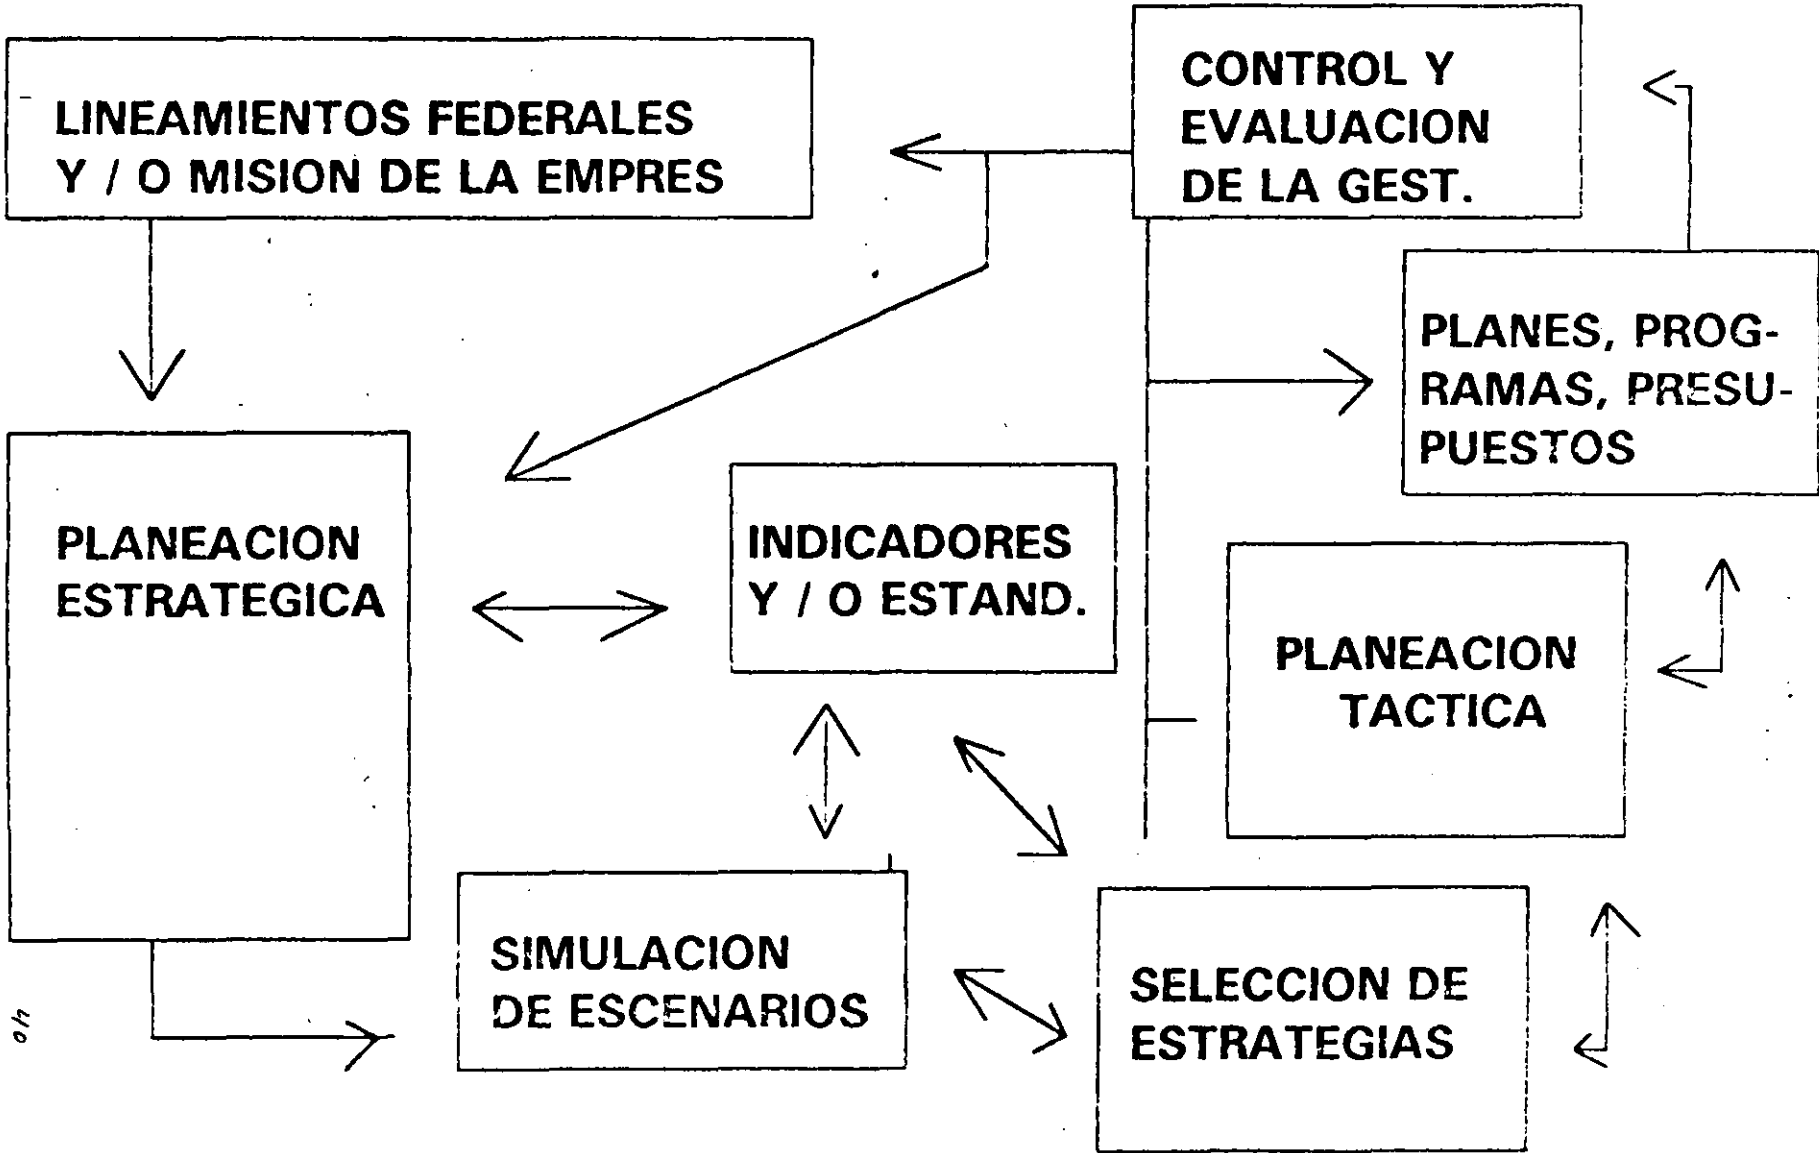 LINEAMIENTOS FEDERALES
Y / O MISION DE LA EMPRES
CONTROL Y
EVALUACION
DE LA GEST.
PLANES, PROG-
RAMAS, PRESU-
PUESTOS
PLANEACION
ESTRATEGICA
INDICADORES
Y / O ESTAND.
PLANEACION
TACTICA
SIMULACION
DE ESCENARIOS
SELECCION DE
ESTRATEGIAS
40